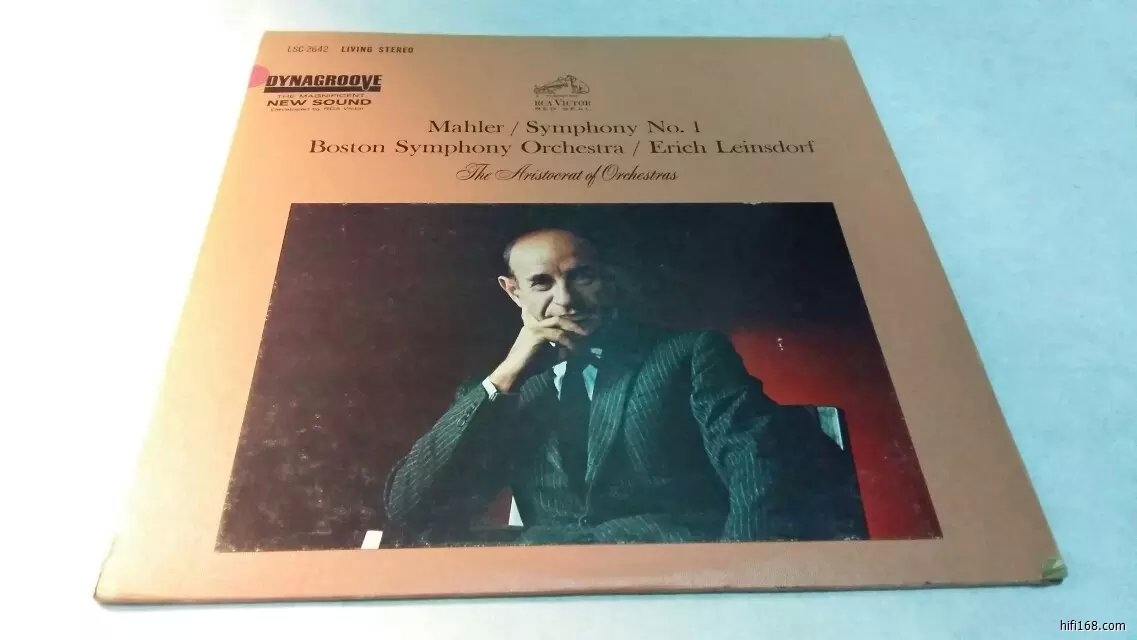 LSC-2642 LIVING STEREO
DYNAGROOVE
THE MAGNIFICENT
NEW SOUND
Developed by RCA Victor
RCA VICTOR
RED SEAL
Mahler / Symphony No. 1
Boston Symphony Orchestra / Erich Leinsdorf
The Aristocrat of Orchestras
hifi168.com